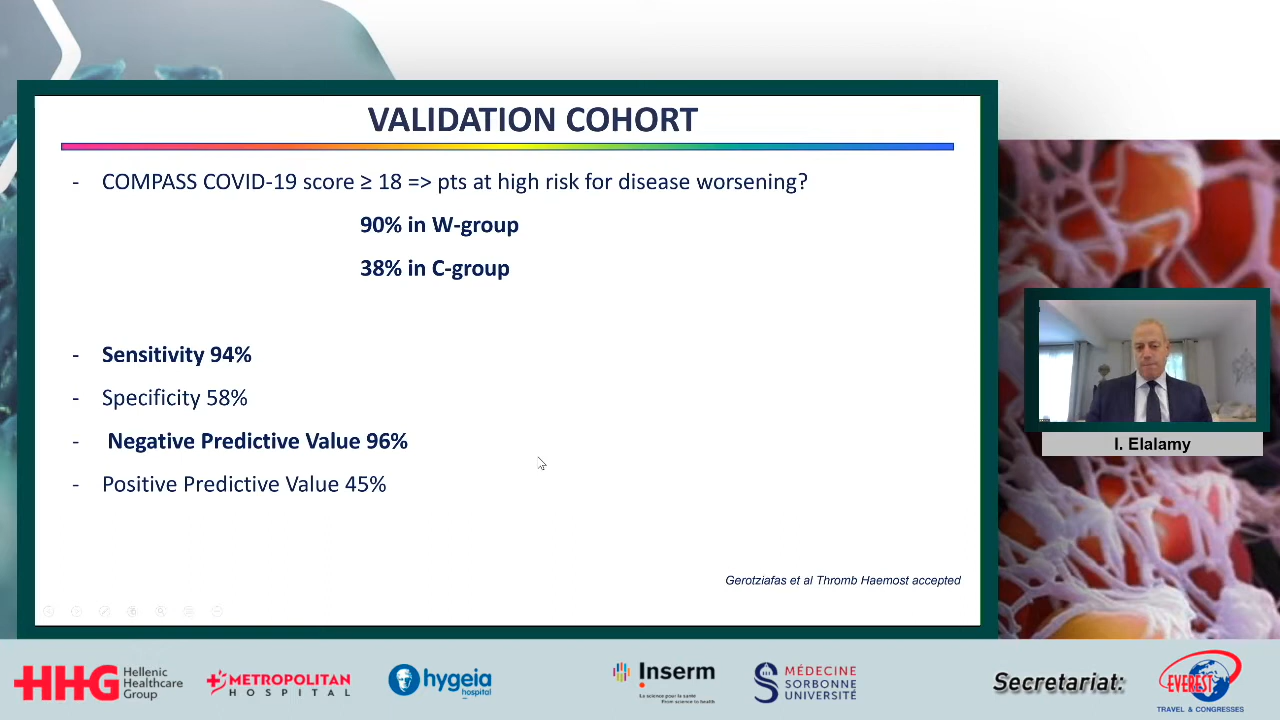 VALIDATION COHORT
- COMPASS COVID-19 score ≥ 18 => pts at high risk for disease worsening?
90% in W-group
38% in C-group
- Sensitivity 94%
- Specificity 58%
- Negative Predictive Value 96%
- Positive Predictive Value 45%
Gerotziafas et al Thromb Haemost accepted
I. Elalamy
HHG Hellenic
Healthcare
Group
METROPOLITAN
HOSPITAL
hygeia
hospital
Inserm
La science pour la santé
From science to health
MÉDECINE
SORBONNE
UNIVERSITÉ
Secretariat:
EVEREST
TRAVEL & CONGRESSES